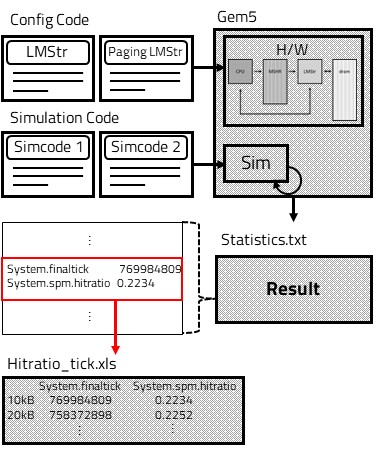 Config Code
Gem5
LMStr
Paging LMStr
H/W
CPU
MSHR
LMStr
dram
Simulation Code
Simcode 1
Simcode 2
Sim
Statistics.txt
System.finaltick 769984809
System.spm.hitratio 0.2234
Result
Hitratio_tick.xls
System.finaltick System.spm.hitratio
10kB 769984809 0.2234
20kB 758372898 0.2252